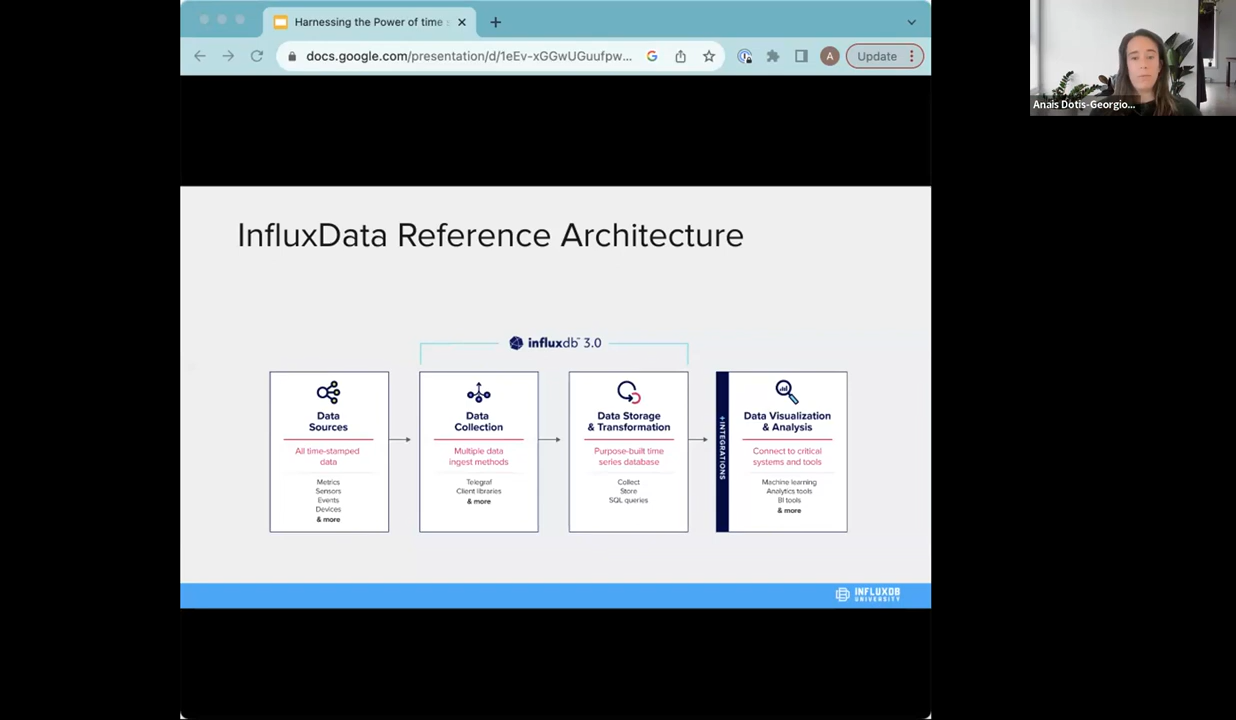 Harnessing the Power of time s
docs.google.com/presentation/d/1eEv-xGGwUGuufpw...
A
Update
Anais Dotis-Georgio...
InfluxData Reference Architecture
influxdb™ 3.0
Data
Sources
All time-stamped
data
Metrics
Sensors
Events
Devices
& more
Data
Collection
Multiple data
ingest methods
Telegraf
Client libraries
& more
Data Storage
& Transformation
Purpose-built time
series database
Collect
Store
SQL queries
+INTEGRATIONS
Data Visualization
& Analysis
Connect to critical
systems and tools
Machine learning
Analytics tools
BI tools
& more
INFLUXDB
UNIVERSITY